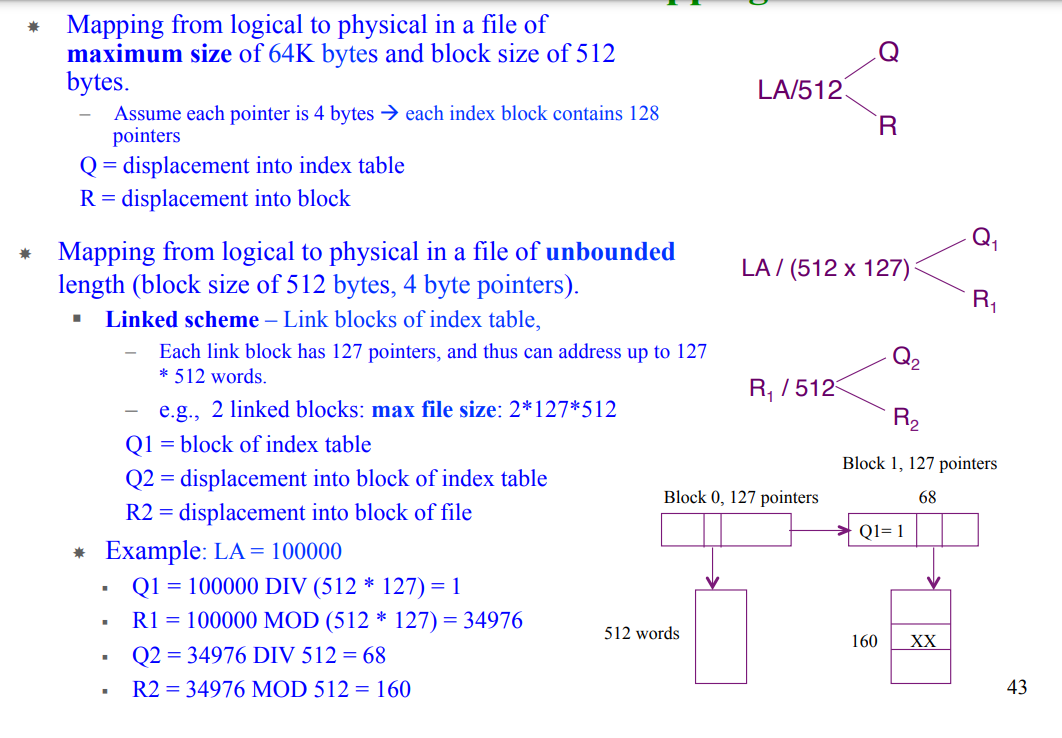 Mapping from logical to physical in a file of
maximum size of 64K bytes and block size of 512
bytes.
– Assume each pointer is 4 bytes → each index block contains 128
pointers
Q = displacement into index table
R = displacement into block
LA/512
Q
R
Mapping from logical to physical in a file of unbounded
length (block size of 512 bytes, 4 byte pointers).
▪ Linked scheme – Link blocks of index table,
– Each link block has 127 pointers, and thus can address up to 127
* 512 words.
– e.g., 2 linked blocks: max file size: 2*127*512
Q1 = block of index table
Q2 = displacement into block of index table
R2 = displacement into block of file
LA / (512 x 127)
Q1
R1
R1 / 512
Q2
R2
Example: LA = 100000
▪ Q1 = 100000 DIV (512 * 127) = 1
▪ R1 = 100000 MOD (512 * 127) = 34976
▪ Q2 = 34976 DIV 512 = 68
▪ R2 = 34976 MOD 512 = 160
Block 1, 127 pointers
Block 0, 127 pointers
68
Q1= 1
512 words
160
XX
43